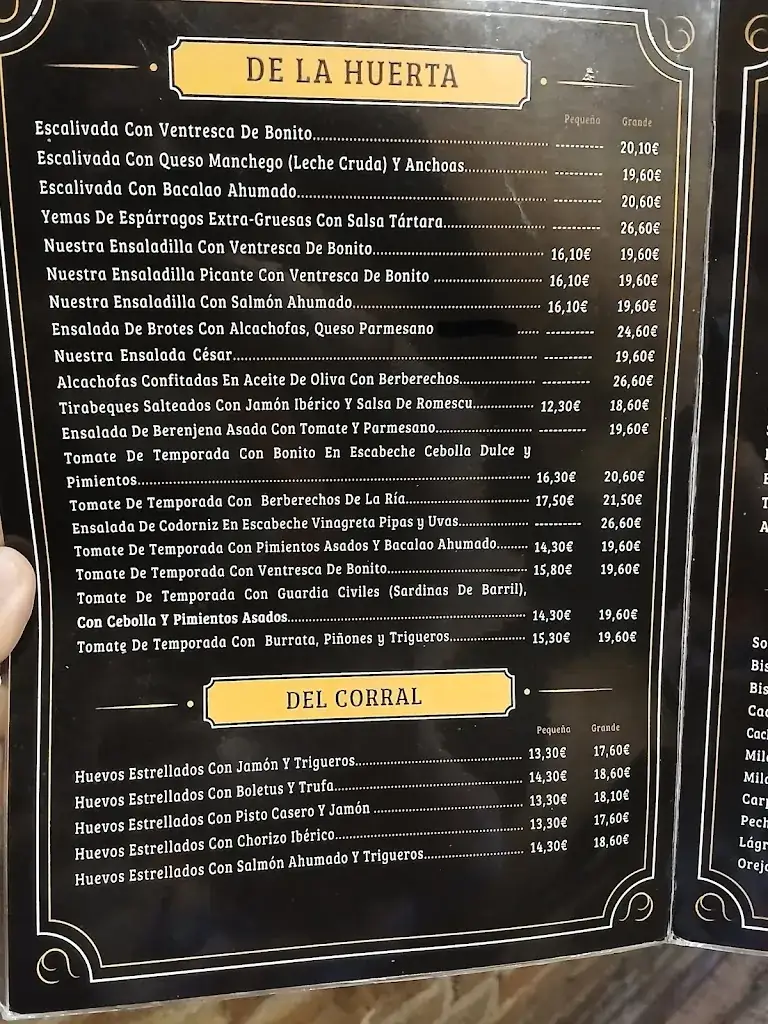 DE LA HUERTA
Pequeña Grande
Escalivada Con Ventresca De Bonito.......... --------- 20,10€
Escalivada Con Queso Manchego (Leche Cruda) Y Anchoas.......... --------- 19,60€
Escalivada Con Bacalao Ahumado.......... --------- 20,60€
Yemas De Espárragos Extra-Gruesas Con Salsa Tártara.......... --------- 26,60€
Nuestra Ensaladilla Con Ventresca De Bonito.......... 16,10€ 19,60€
Nuestra Ensaladilla Picante Con Ventresca De Bonito .......... 16,10€ 19,60€
Nuestra Ensaladilla Con Salmón Ahumado.......... 16,10€ 19,60€
Ensalada De Brotes Con Alcachofas, Queso Parmesano ...... --------- 24,60€
Nuestra Ensalada César.......... --------- 19,60€
Alcachofas Confitadas En Aceite De Oliva Con Berberechos.......... --------- 26,60€
Tirabeques Salteados Con Jamón Ibérico Y Salsa De Romescu.......... 12,30€ 18,60€
Ensalada De Berenjena Asada Con Tomate Y Parmesano.......... --------- 19,60€
Tomate De Temporada Con Bonito En Escabeche Cebolla Dulce y
Pimientos.......... 16,30€ 20,60€
Tomate De Temporada Con Berberechos De La Ría.......... 17,50€ 21,50€
Ensalada De Codorniz En Escabeche Vinagreta Pipas y Uvas.......... --------- 26,60€
Tomate De Temporada Con Pimientos Asados Y Bacalao Ahumado........ 14,30€ 19,60€
Tomate De Temporada Con Ventresca De Bonito.......... 15,80€ 19,60€
Tomate De Temporada Con Guardia Civiles (Sardinas De Barril),
Con Cebolla Y Pimientos Asados.......... 14,30€ 19,60€
Tomate De Temporada Con Burrata, Piñones y Trigueros.......... 15,30€ 19,60€
DEL CORRAL
Pequeña Grande
Huevos Estrellados Con Jamón Y Trigueros.......... 13,30€ 17,60€
Huevos Estrellados Con Boletus Y Trufa.......... 14,30€ 18,60€
Huevos Estrellados Con Pisto Casero Y Jamón .......... 13,30€ 18,10€
Huevos Estrellados Con Chorizo Ibérico.......... 13,30€ 17,60€
Huevos Estrellados Con Salmón Ahumado Y Trigueros.......... 14,30€ 18,60€